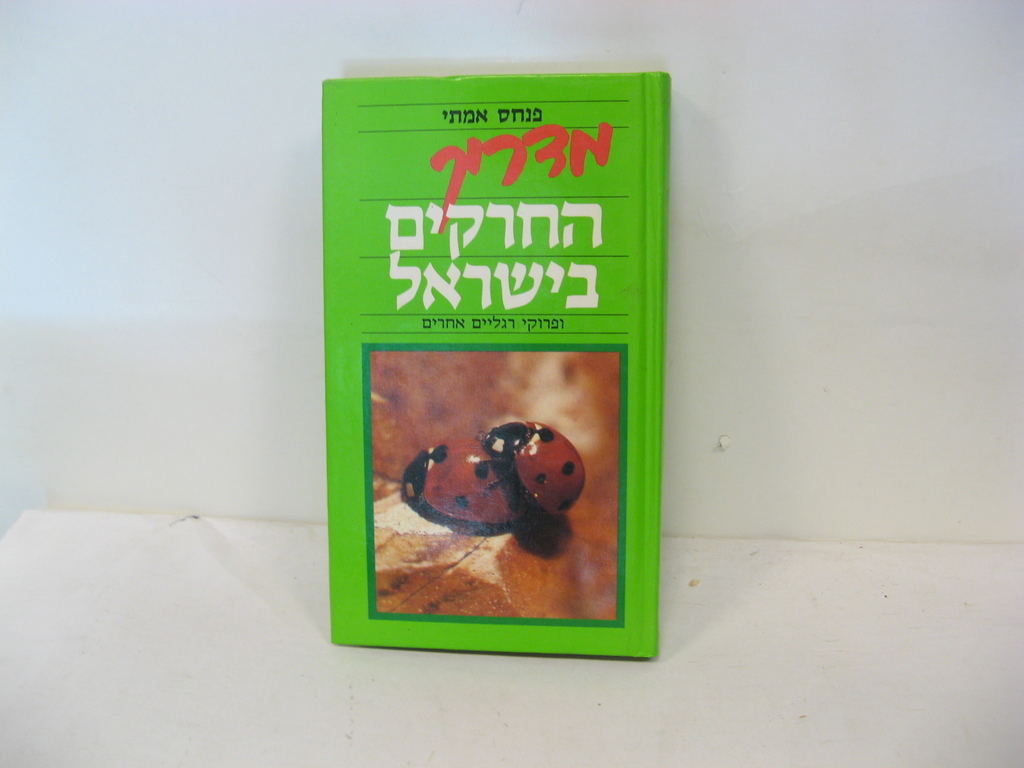 פנחס אמתי
מדריך
החרקים
בישראל
ופרוקי רגליים אחרים